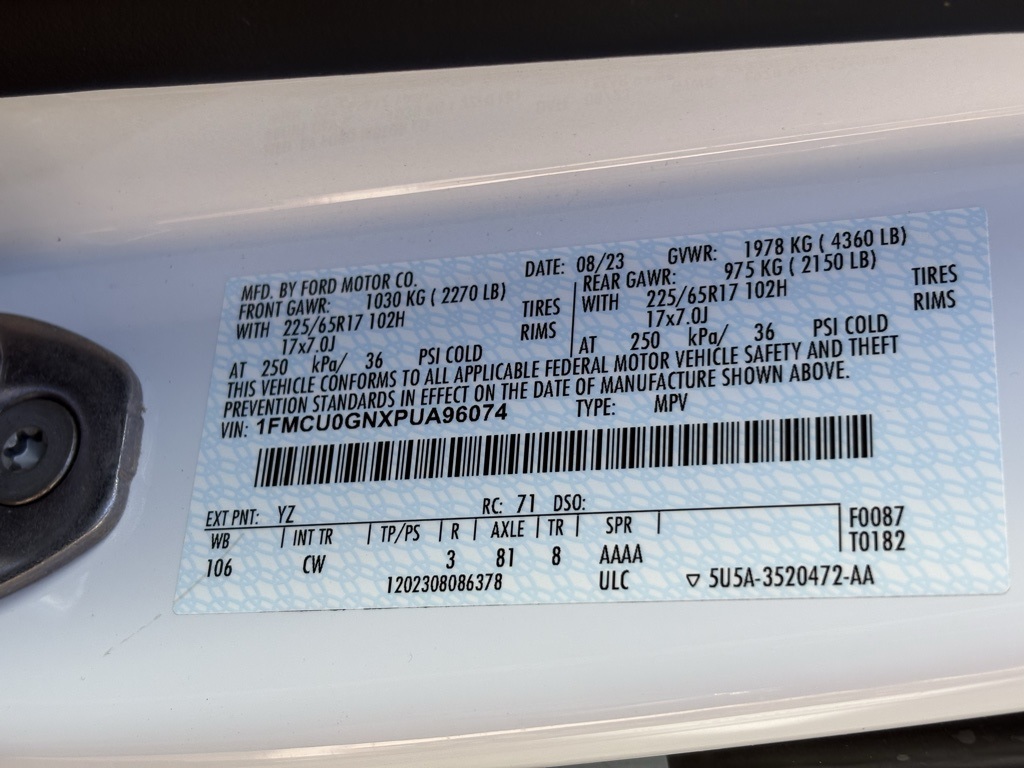 MFD. BY FORD MOTOR CO. DATE: 08/23 GVWR: 1978 KG ( 4360 LB)
FRONT GAWR: 1030 KG ( 2270 LB) REAR GAWR: 975 KG ( 2150 LB)
WITH 225/65R17 102H TIRES WITH 225/65R17 102H TIRES
17x7.0J RIMS 17x7.0J RIMS
AT 250 kPa/ 36 PSI COLD AT 250 kPa/ 36 PSI COLD
THIS VEHICLE CONFORMS TO ALL APPLICABLE FEDERAL MOTOR VEHICLE SAFETY AND THEFT
PREVENTION STANDARDS IN EFFECT ON THE DATE OF MANUFACTURE SHOWN ABOVE.
VIN: 1FMCU0GNXPUA96074 TYPE: MPV
EXT PNT: YZ RC: 71 DSO:
WB INT TR TP/PS R AXLE TR SPR F0087
106 CW 3 81 8 AAAA T0182
1202308086378 ULC ▽ 5U5A-3520472-AA